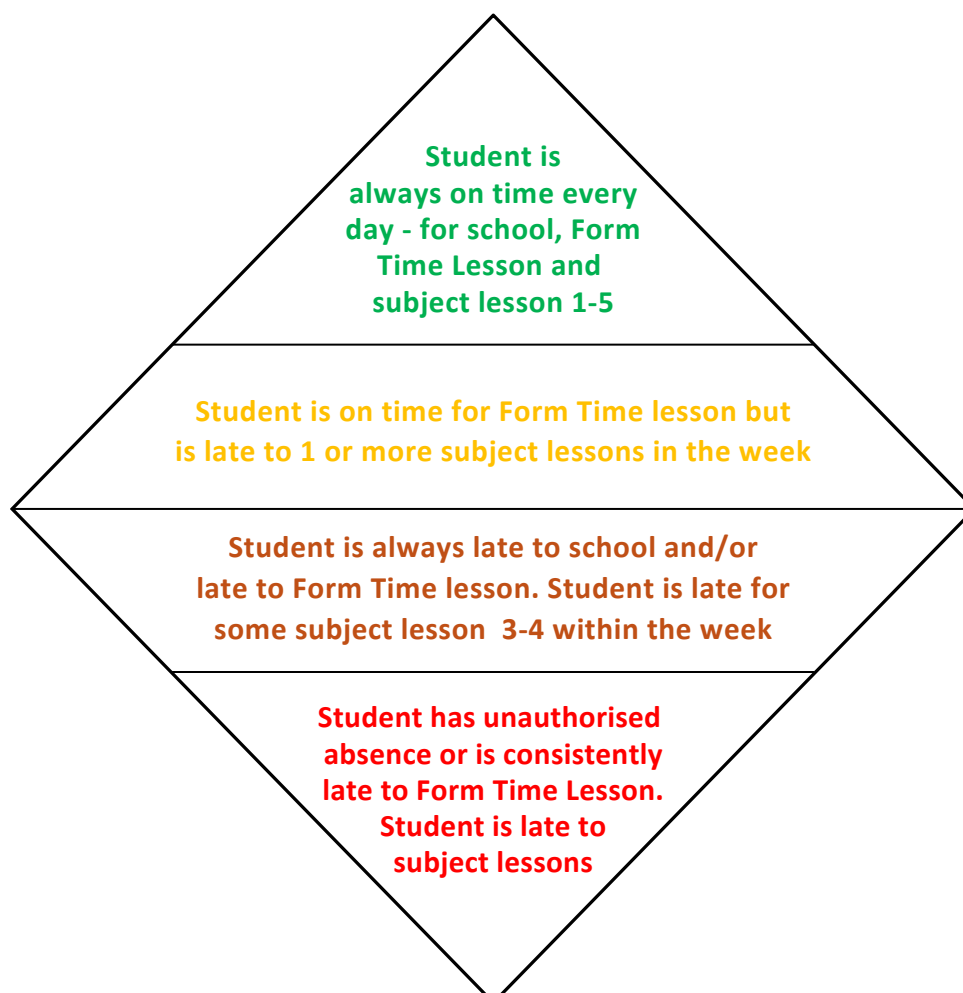 Student is
always on time every
day - for school, Form
Time Lesson and
subject lesson 1-5
Student is on time for Form Time lesson but
is late to 1 or more subject lessons in the week
Student is always late to school and/or
late to Form Time lesson. Student is late for
some subject lesson  3-4 within the week
Student has unauthorised
absence or is consistently
late to Form Time Lesson.
Student is late to
subject lessons